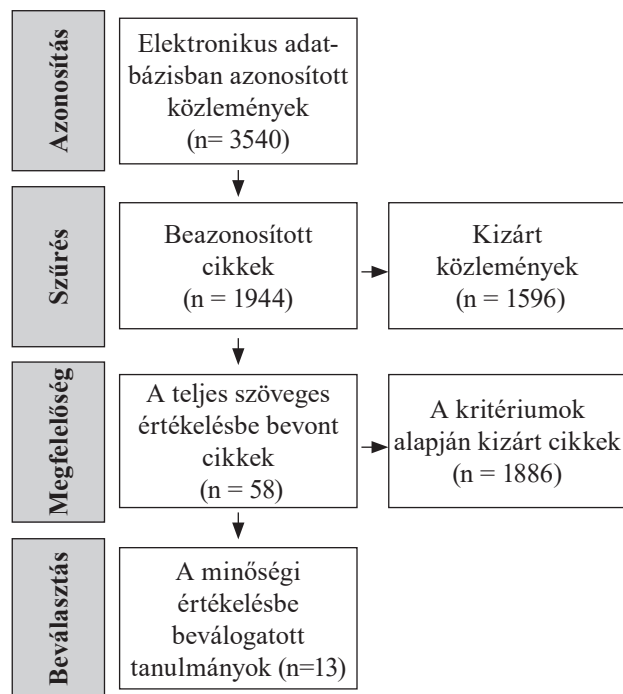 Azonosítás
Elektronikus adat-
bázisban azonosított
közlemények
(n= 3540)
Szűrés
Beazonosított
cikkek
(n = 1944)
Kizárt
közlemények
(n = 1596)
Megfelelőség
A teljes szöveges
értékelésbe bevont
cikkek
(n = 58)
A kritériumok
alapján kizárt cikkek
(n = 1886)
Beválasztás
A minőségi
értékelésbe
beválogatott
tanulmányok (n=13)